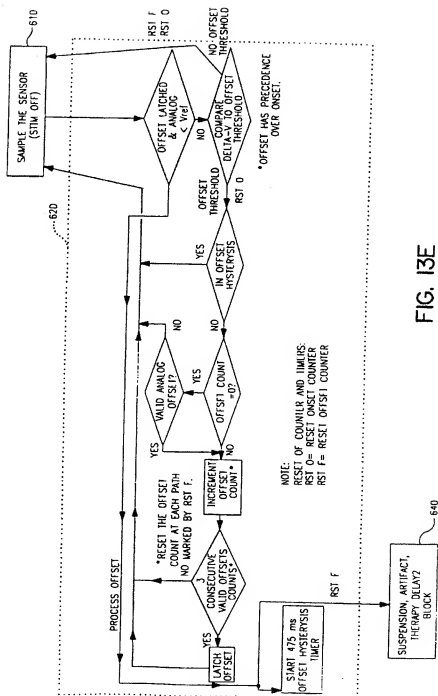 610
SAMPLE THE SENSOR
(STIM OFF)
620
RST F
RST O
NO OFFSET
THRESHOLD
OFFSET LATCHED
& ANALOG
< Vref
NO
COMPARE
DELTA-V TO OFFSET
THRESHOLD
*OFFSET HAS PRECEDENCE
OVER ONSET.
OFFSET
THRESHOLD
RST O
YES
IN OFFSET
HYSTERYSIS
NO
NO
VALID ANALOG
OFFSET?
YES
YES
OFFSET COUNT
=0?
NO
INCREMENT
OFFSET
COUNT*
*RESET THE OFFSET
COUNT AT EACH PATH
NO MARKED BY RST F.
3
CONSECUTIVE
VALID OFFSETS
COUNTS*
YES
LATCH
OFFSET
PROCESS OFFSET
START 475 ms
OFFSET HYSTERYSIS
TIMER
RST F
NOTE:
RESET OF COUNTER AND TIMERS:
RST O= RESET ONSET COUNTER
RST F= RESET OFFSET COUNTER
640
SUSPENSION, ARTIFACT,
THERAPY DELAY?
BLOCK
FIG. 13E